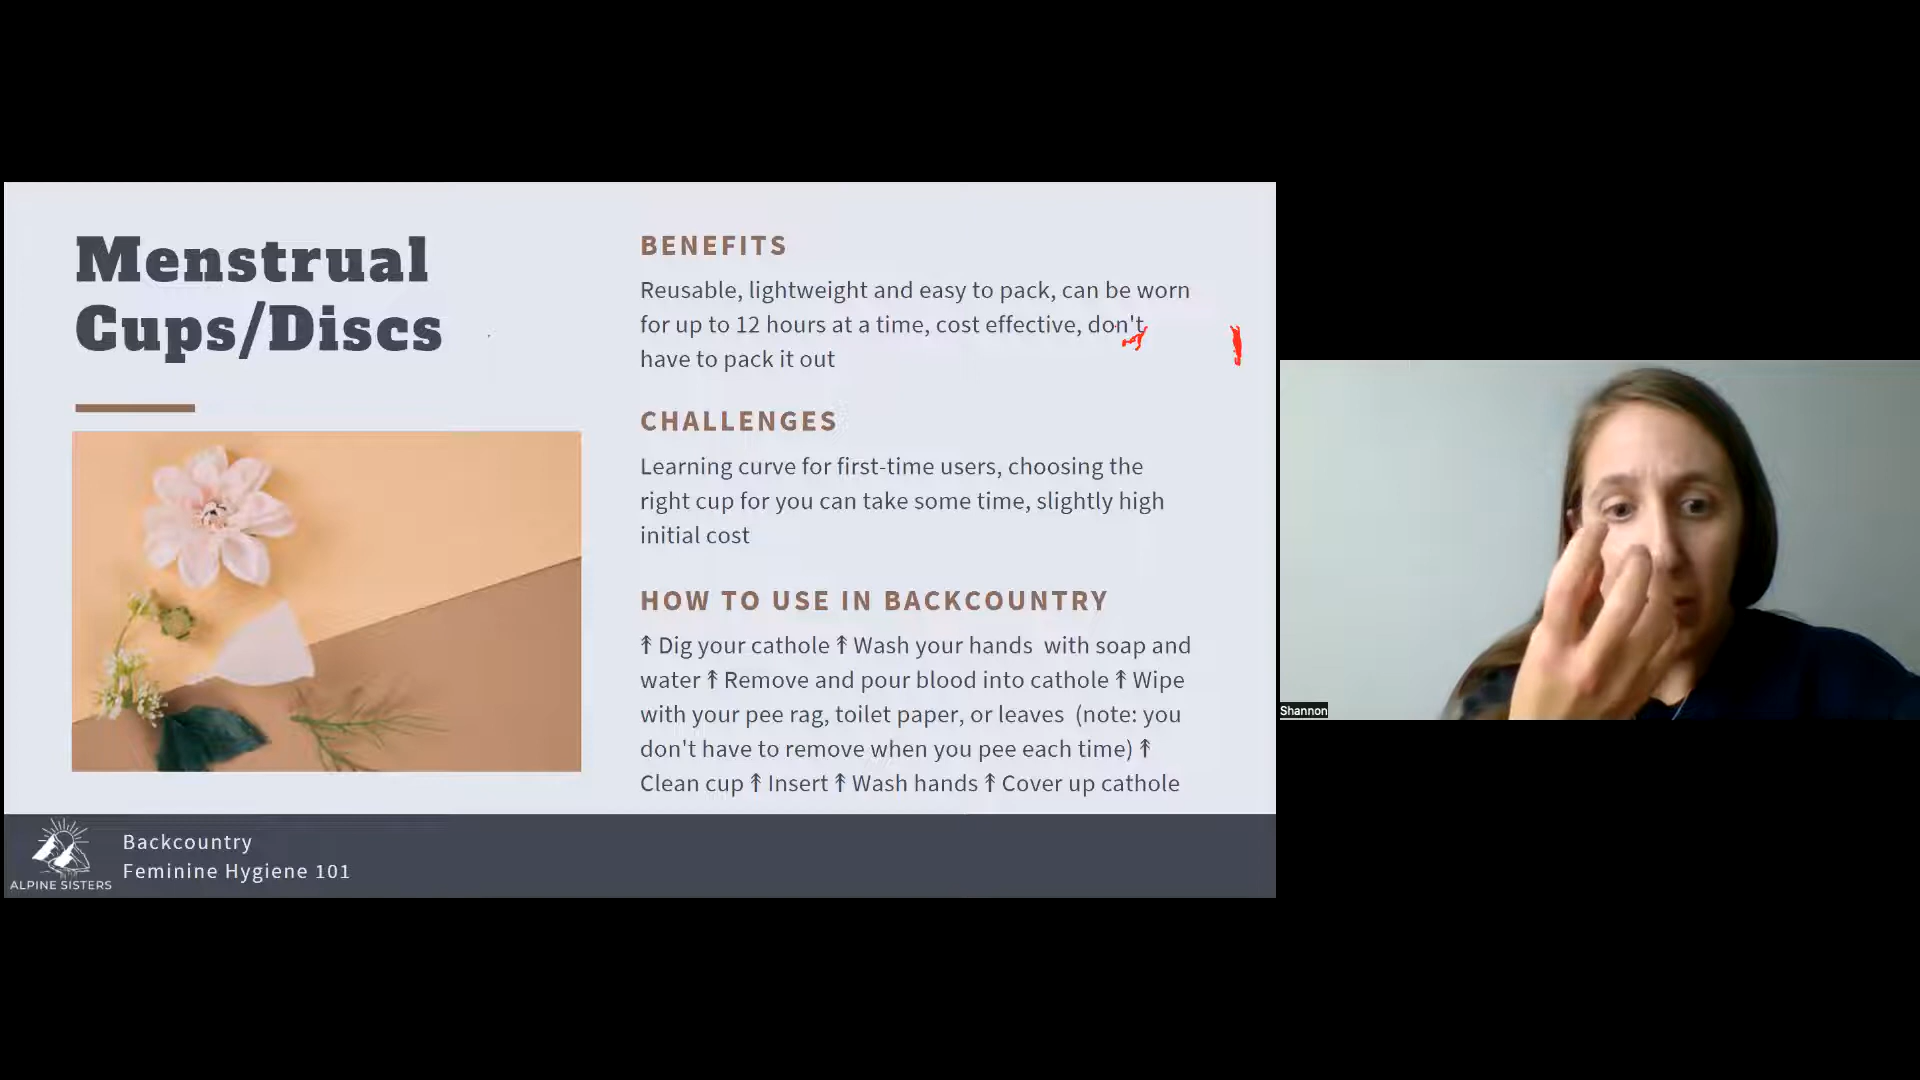 Menstrual
Cups/Discs
BENEFITS
Reusable, lightweight and easy to pack, can be worn
for up to 12 hours at a time, cost effective, don't
have to pack it out
CHALLENGES
Learning curve for first-time users, choosing the
right cup for you can take some time, slightly high
initial cost
HOW TO USE IN BACKCOUNTRY
↟ Dig your cathole ↟ Wash your hands  with soap and
water ↟ Remove and pour blood into cathole ↟ Wipe
with your pee rag, toilet paper, or leaves  (note: you
don't have to remove when you pee each time) ↟
Clean cup ↟ Insert ↟ Wash hands ↟ Cover up cathole
ALPINE SISTERS
Backcountry
Feminine Hygiene 101
Shannon